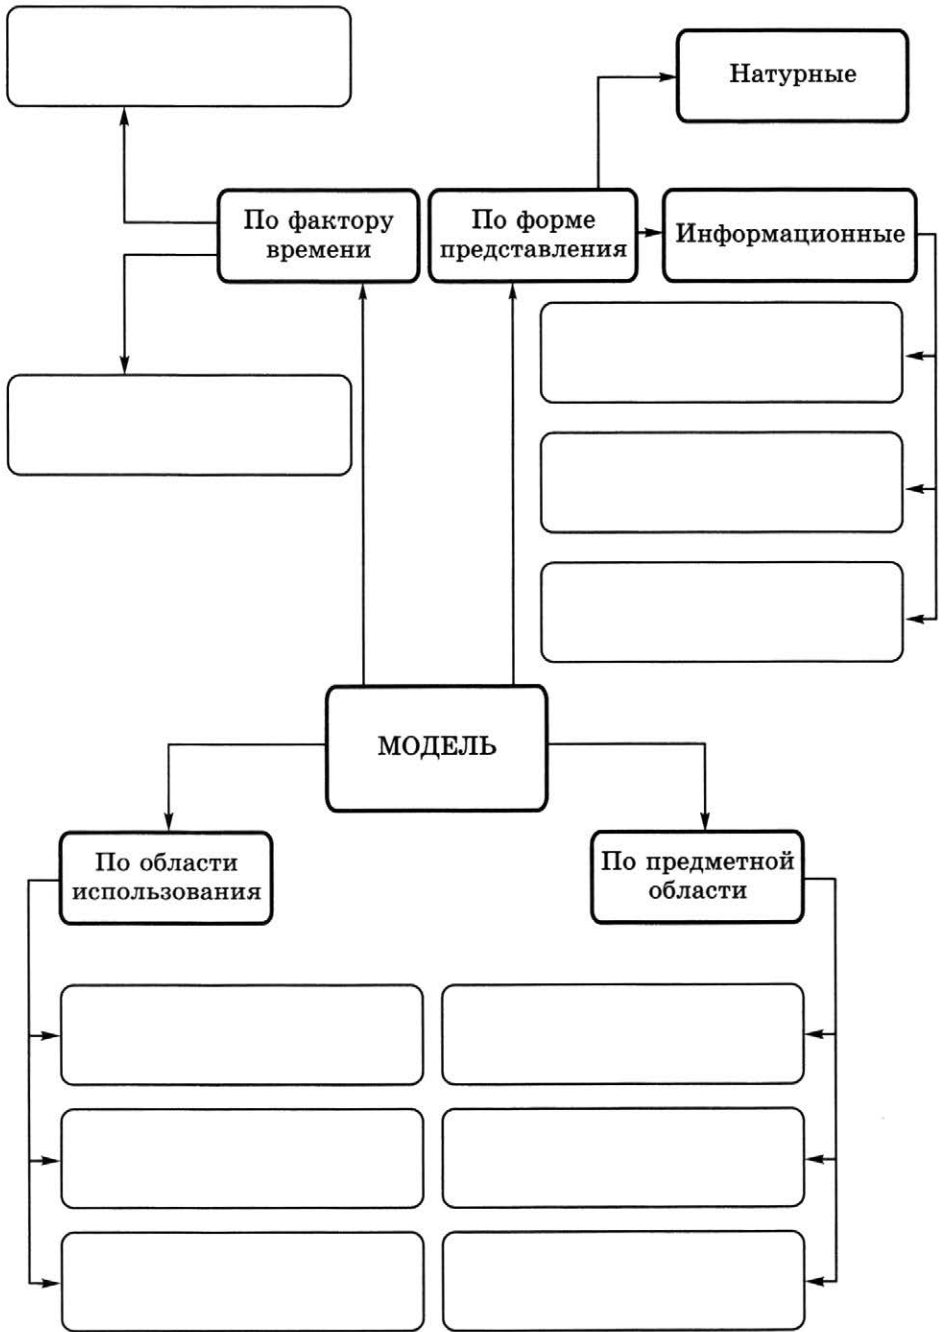 Натурные
По фактору
времени
По форме
представления
Информационные
МОДЕЛЬ
По области
использования
По предметной
области